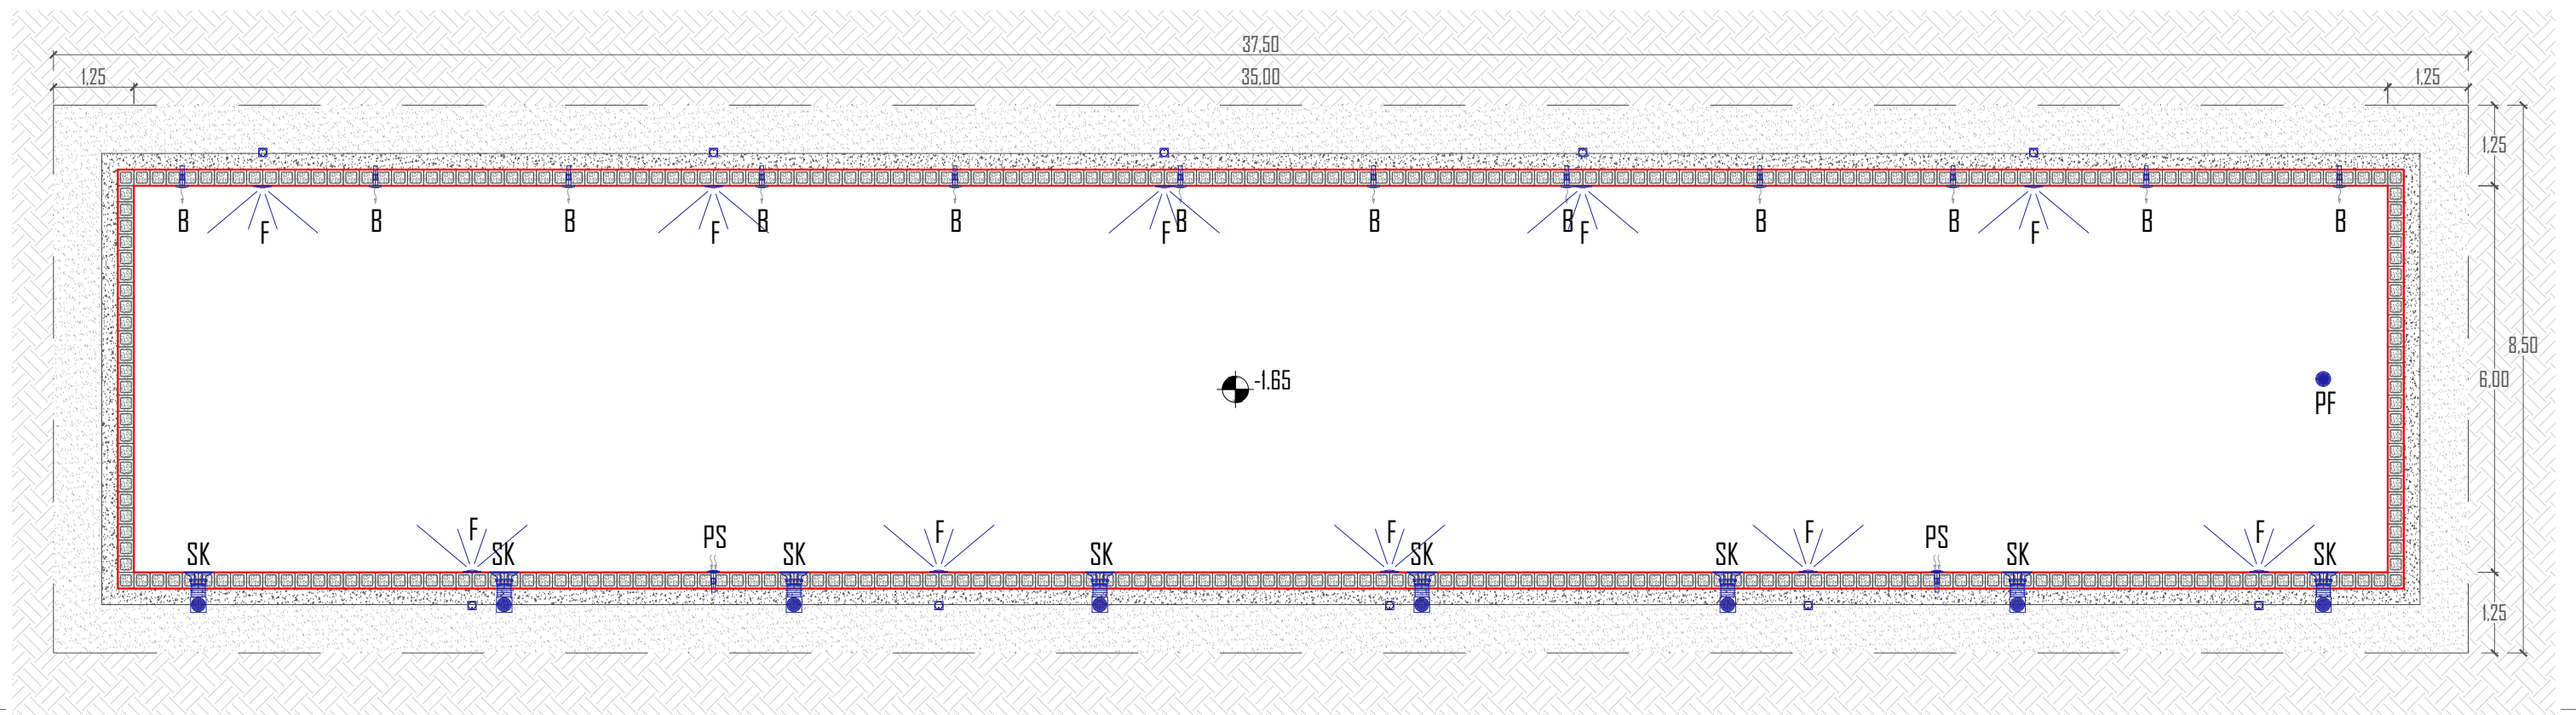 37,50
1,25 35,00 1,25
1,25
B F B B F B B F B B B F B B F B B
8,50
-1.65
6,00
PF
F PS F F F PS F
SK SK SK SK SK SK SK SK
1,25